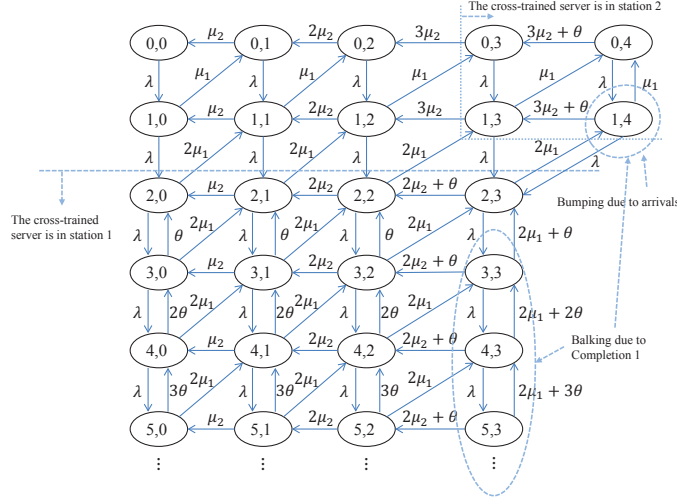 The cross-trained server is in station 2
0,0 μ₂ 0,1 2μ₂ 0,2 3μ₂ 0,3 3μ₂ + θ 0,4
λ μ₁ λ μ₁ λ μ₁ λ μ₁ λ μ₁
1,0 μ₂ 1,1 2μ₂ 1,2 3μ₂ 1,3 3μ₂ + θ 1,4
λ 2μ₁ λ 2μ₁ λ 2μ₁ λ 2μ₁ λ
2,0 μ₂ 2,1 2μ₂ 2,2 2μ₂ + θ 2,3
Bumping due to arrivals
The cross-trained
server is in station 1
λ θ 2μ₁ λ θ 2μ₁ λ θ 2μ₁ λ 2μ₁ + θ
3,0 μ₂ 3,1 2μ₂ 3,2 2μ₂ + θ 3,3
λ 2θ 2μ₁ λ 2θ 2μ₁ λ 2θ 2μ₁ λ 2μ₁ + 2θ
Balking due to
Completion 1
4,0 μ₂ 4,1 2μ₂ 4,2 2μ₂ + θ 4,3
λ 3θ 2μ₁ λ 3θ 2μ₁ λ 3θ 2μ₁ λ 2μ₁ + 3θ
5,0 μ₂ 5,1 2μ₂ 5,2 2μ₂ + θ 5,3
⋮ ⋮ ⋮ ⋮